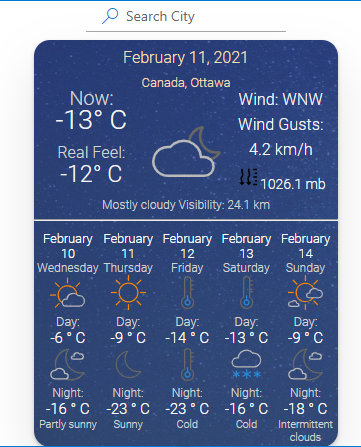 Search City
February 11, 2021
Canada, Ottawa
Now:
-13° C
Real Feel:
-12° C
Wind: WNW
Wind Gusts:
4.2 km/h
1026.1 mb
Mostly cloudy Visibility: 24.1 km
February February February February February
10 11 12 13 14
Wednesday Thursday Friday Saturday Sunday
Day: Day: Day: Day: Day:
-6 ° C -9 ° C -14 ° C -13 ° C -9 ° C
Night: Night: Night: Night: Night:
-16 ° C -23 ° C -23 ° C -16 ° C -18 ° C
Partly sunny Sunny Cold Cold Intermittent
clouds